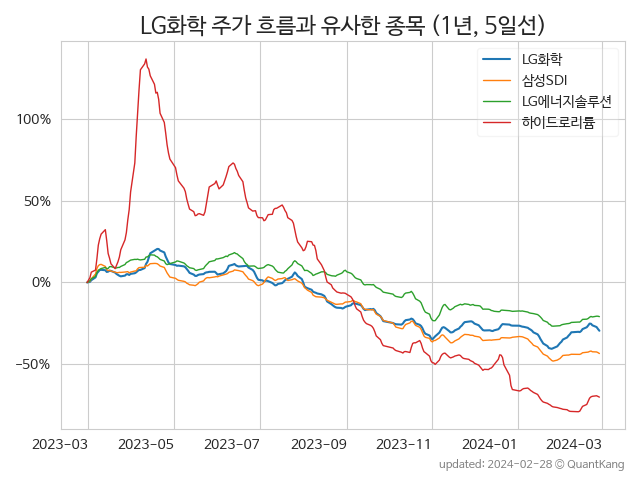 LG화학 주가 흐름과 유사한 종목 (1년, 5일선)
LG화학
삼성SDI
LG에너지솔루션
하이드로리튬
100%
50%
0%
−50%
2023-03 2023-05 2023-07 2023-09 2023-11 2024-01 2024-03
updated: 2024-02-28 © QuantKang